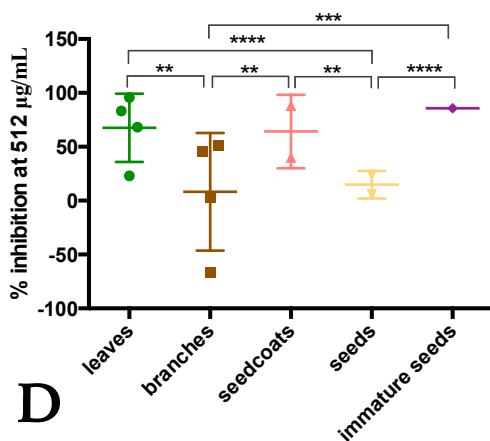 ***
****
** ** ** ****
% inhibition at 512 µg/mL
150
100
50
0
-50
-100
leaves
branches
seedcoats
seeds
immature seeds
D